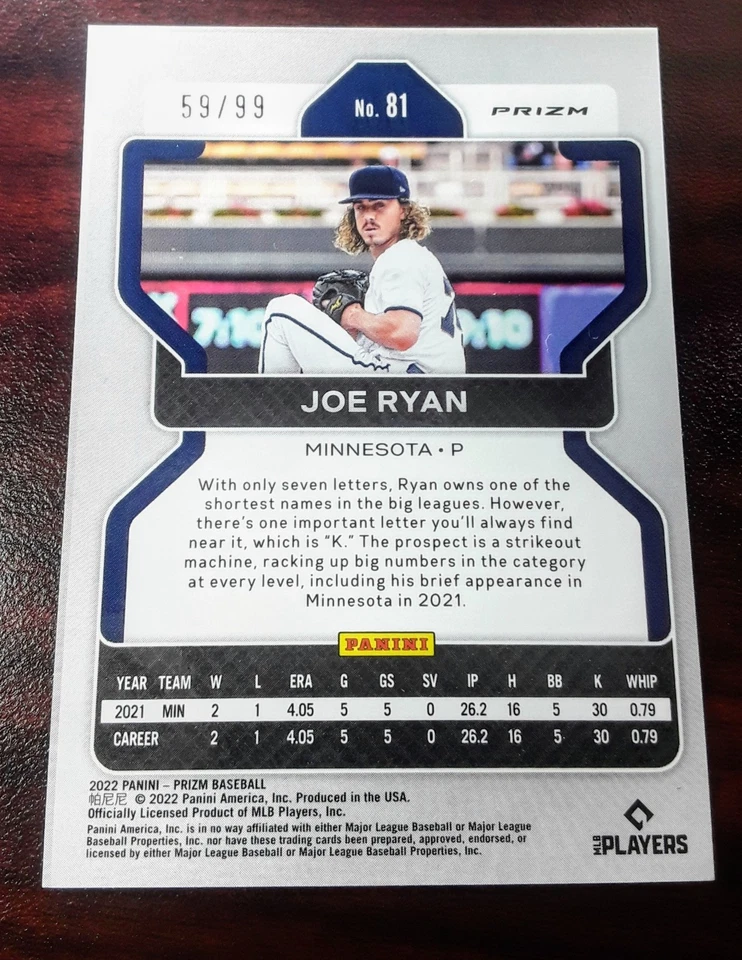 59/99
No. 81
PRIZM
7:10
9:10
JOE RYAN
MINNESOTA • P
With only seven letters, Ryan owns one of the
shortest names in the big leagues. However,
there's one important letter you'll always find
near it, which is “K.” The prospect is a strikeout
machine, racking up big numbers in the category
at every level, including his brief appearance in
Minnesota in 2021.
PANINI
YEAR TEAM W L ERA G GS SV IP H BB K WHIP
2021 MIN 2 1 4.05 5 5 0 26.2 16 5 30 0.79
CAREER 2 1 4.05 5 5 0 26.2 16 5 30 0.79
2022 PANINI – PRIZM BASEBALL
帕尼尼 © 2022 Panini America, Inc. Produced in the USA.
Officially Licensed Product of MLB Players, Inc.
Panini America, Inc. is in no way affiliated with either Major League Baseball or Major League
Baseball Properties, Inc. nor have these trading cards been prepared, approved, endorsed, or
licensed by either Major League Baseball or Major League Baseball Properties, Inc.
MLB PLAYERS